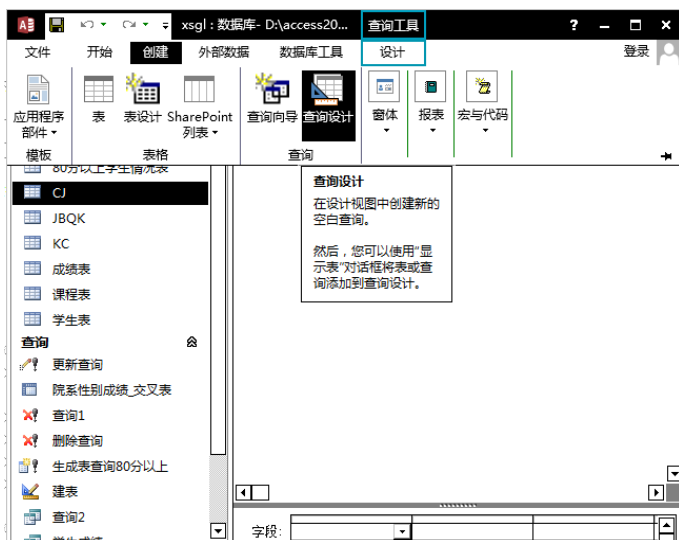 xsgl : 数据库- D:\access20... 查询工具 ?
文件 开始 创建 外部数据 数据库工具 设计 登录
应用程序部件 表 表设计 SharePoint 列表 查询向导 查询设计 窗体 报表 宏与代码
模板 表格 查询
80分以上学生情况表
CJ
JBQK
KC
成绩表
课程表
学生表
查询
更新查询
院系性别成绩_交叉表
查询1
删除查询
生成表查询80分以上
建表
查询2
查询设计
在设计视图中创建新的
空白查询。
然后，您可以使用"显
示表"对话框将表或查
询添加到查询设计。
字段: